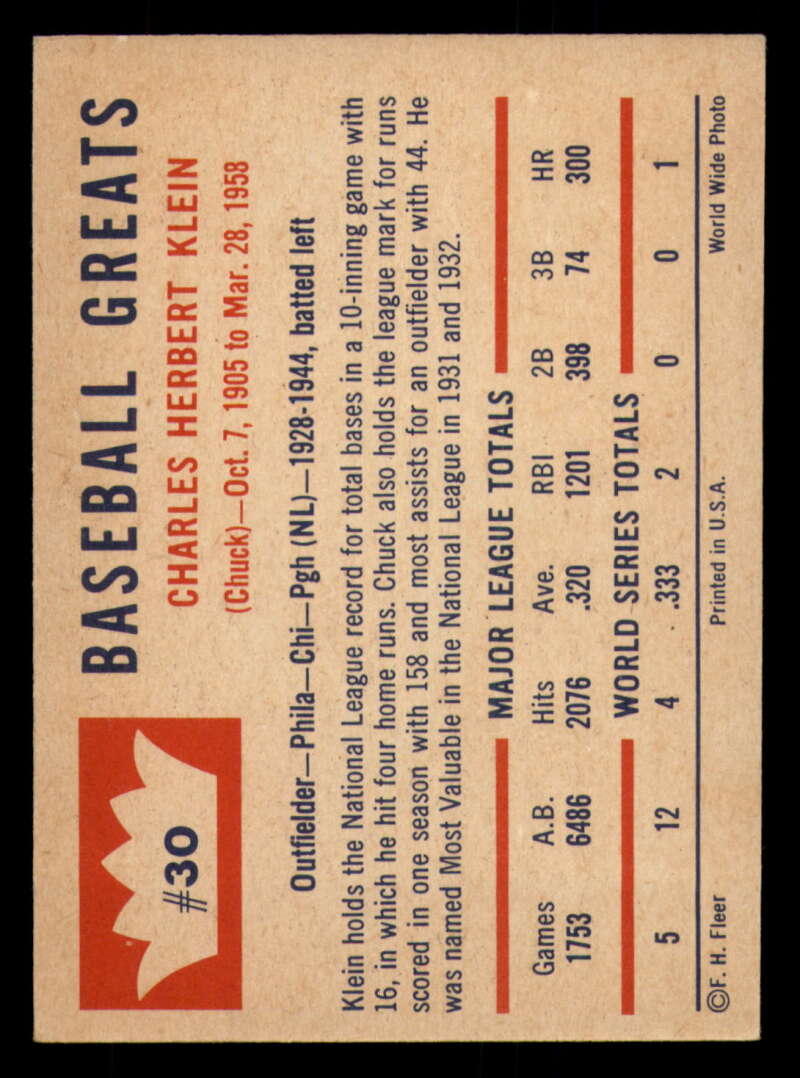 #30
BASEBALL GREATS
CHARLES HERBERT KLEIN
(Chuck)—Oct. 7, 1905 to Mar. 28, 1958
Outfielder—Phila—Chi—Pgh (NL)—1928-1944, batted left
Klein holds the National League record for total bases in a 10-inning game with
16, in which he hit four home runs. Chuck also holds the league mark for runs
scored in one season with 158 and most assists for an outfielder with 44. He
was named Most Valuable in the National League in 1931 and 1932.
MAJOR LEAGUE TOTALS
Games A.B. Hits Ave. RBI 2B 3B HR
1753 6486 2076 .320 1201 398 74 300
WORLD SERIES TOTALS
5 12 4 .333 2 0 0 1
©F. H. Fleer Printed in U.S.A. World Wide Photo